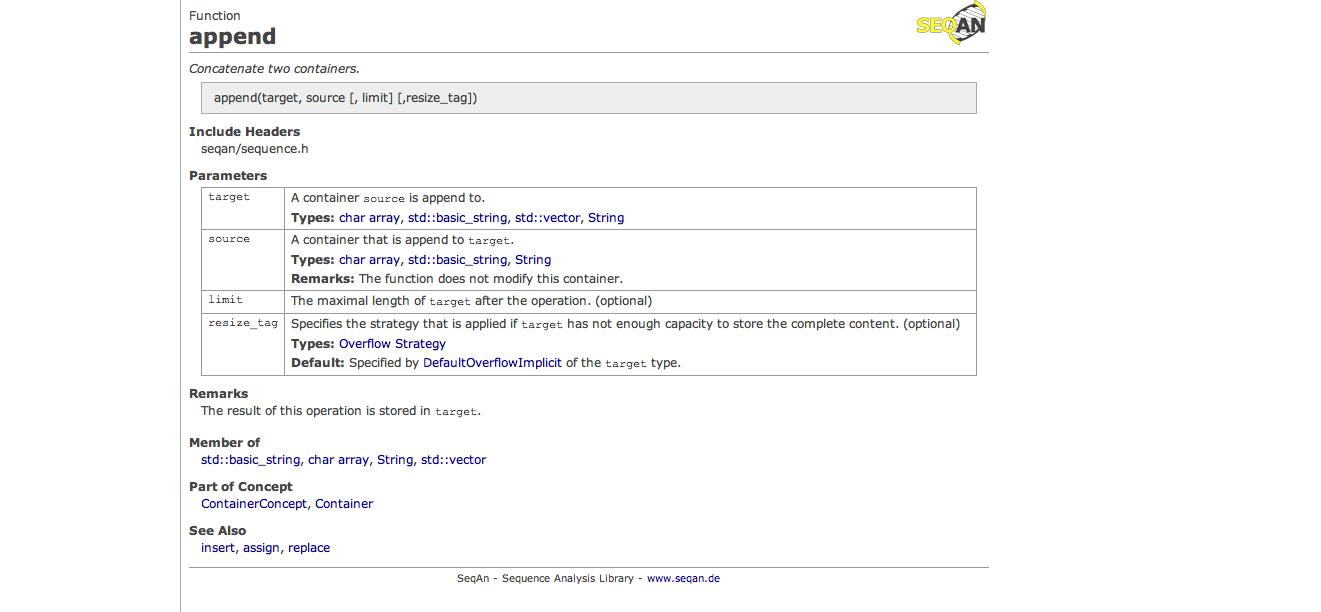 Function
append
SEQAN
Concatenate two containers.
append(target, source [, limit] [,resize_tag])
Include Headers
seqan/sequence.h
Parameters
target
A container source is append to.
Types: char array, std::basic_string, std::vector, String
source
A container that is append to target.
Types: char array, std::basic_string, String
Remarks: The function does not modify this container.
limit
The maximal length of target after the operation. (optional)
resize_tag
Specifies the strategy that is applied if target has not enough capacity to store the complete content. (optional)
Types: Overflow Strategy
Default: Specified by DefaultOverflowImplicit of the target type.
Remarks
The result of this operation is stored in target.
Member of
std::basic_string, char array, String, std::vector
Part of Concept
ContainerConcept, Container
See Also
insert, assign, replace
SeqAn - Sequence Analysis Library - www.seqan.de